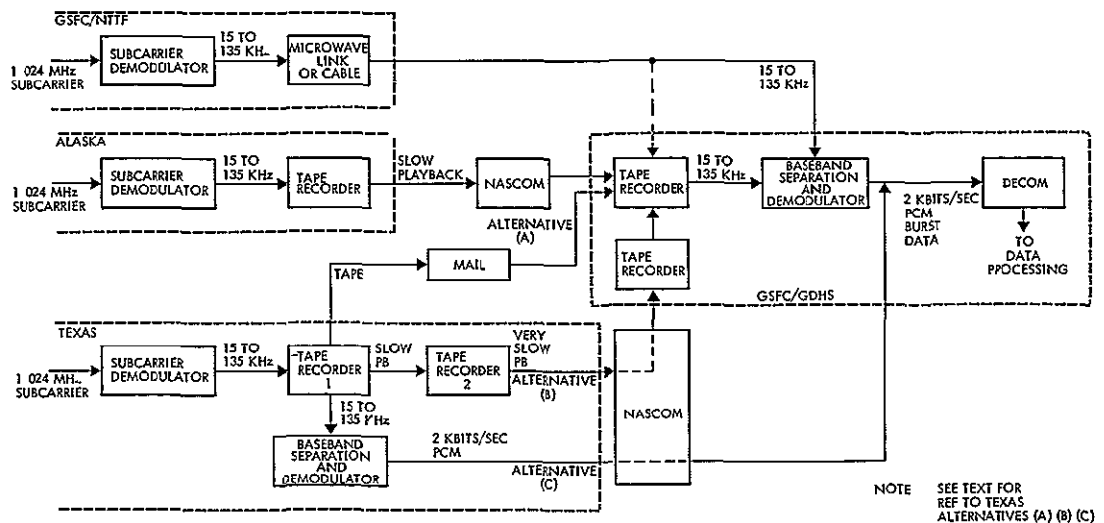 GSFC/NTTF
1 024 MHz
SUBCARRIER
SUBCARRIER
DEMODULATOR
15 TO
135 KHz
MICROWAVE
LINK
OR CABLE
15 TO
135 KHz
ALASKA
1 024 MHz
SUBCARRIER
SUBCARRIER
DEMODULATOR
15 TO
135 KHz
TAPE
RECORDER
SLOW
PLAYBACK
NASCOM
ALTERNATIVE
(A)
TAPE
RECORDER
15 TO
135 KHz
BASEBAND
SEPARATION
AND
DEMODULATOR
2 KBITS/SEC
PCM
BURST
DATA
DECOM
TO
DATA
PROCESSING
TAPE
RECORDER
GSFC/GDHS
TAPE
MAIL
TEXAS
1 024 MHz
SUBCARRIER
SUBCARRIER
DEMODULATOR
15 TO
135 KHz
TAPE
RECORDER
1
SLOW
PB
TAPE
RECORDER
2
VERY
SLOW
PB
ALTERNATIVE
(B)
NASCOM
15 TO
135 KHz
BASEBAND
SEPARATION
AND
DEMODULATOR
2 KBITS/SEC
PCM
ALTERNATIVE
(C)
NOTE SEE TEXT FOR
REF TO TEXAS
ALTERNATIVES (A) (B) (C)